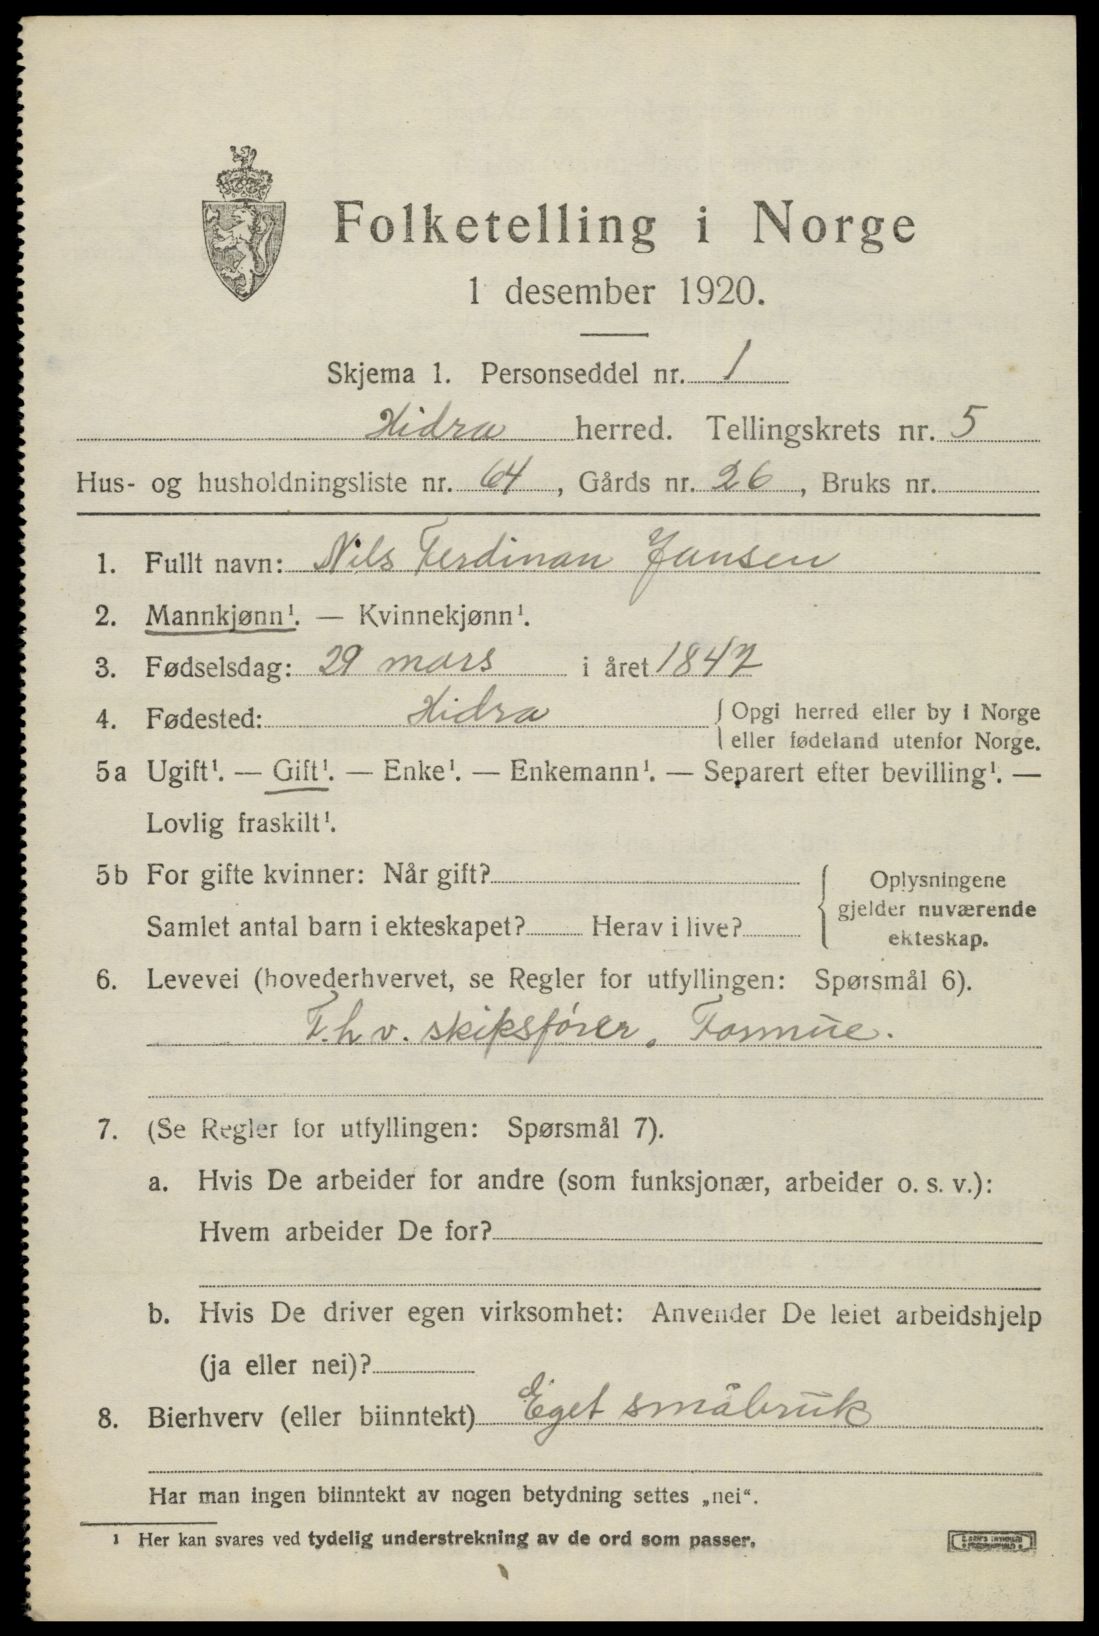 Folketelling i Norge
1 desember 1920.
Skjema 1. Personseddel nr. 1
Hidra herred. Tellingskrets nr. 5
Hus- og husholdningsliste nr. 64, Gårds nr. 26, Bruks nr.
1. Fullt navn: Nils Ferdinan Jansen
2. Mannkjønn¹. — Kvinnekjønn¹.
3. Fødselsdag: 29 mars i året 1847
4. Fødested: Hidra { Opgi herred eller by i Norge
eller fødeland utenfor Norge.
5a Ugift¹. — Gift¹. — Enke¹. — Enkemann¹. — Separert efter bevilling¹. —
Lovlig fraskilt¹.
5b For gifte kvinner: Når gift?
Samlet antal barn i ekteskapet? Herav i live?
{ Oplysningene
gjelder nuværende
ekteskap.
6. Levevei (hovederhvervet, se Regler for utfyllingen: Spørsmål 6).
F.h.v. skipsfører. Formue.
7. (Se Regler for utfyllingen: Spørsmål 7).
a. Hvis De arbeider for andre (som funksjonær, arbeider o. s. v.):
Hvem arbeider De for?
b. Hvis De driver egen virksomhet: Anvender De leiet arbeidshjelp
(ja eller nei)?
8. Bierhverv (eller biinntekt) Eget småbruk
Har man ingen biinntekt av nogen betydning settes „nei“.
¹ Her kan svares ved tydelig understrekning av de ord som passer.